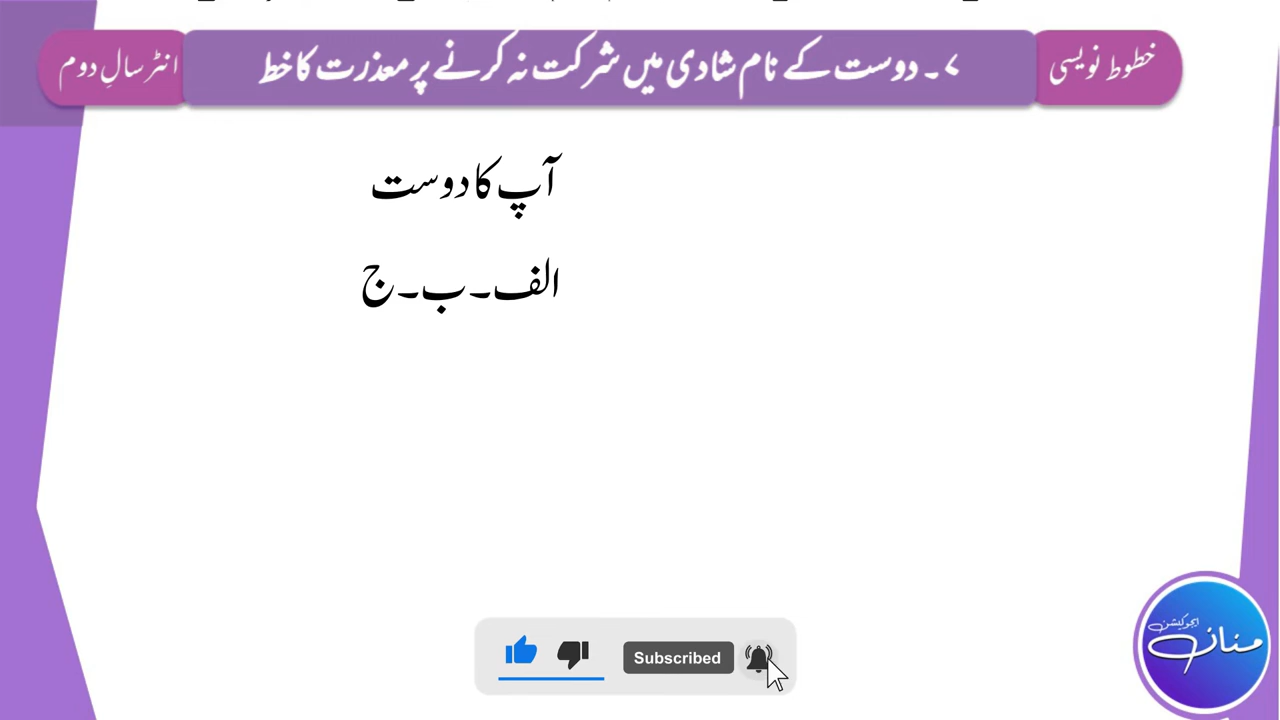 خطوط نویسی
۷۔ دوست کے نام شادی میں شرکت نہ کرنے پر معذرت کا خط
انٹر سالِ دوم
آپ کا دوست
الف۔ب۔ج
Subscribed
ایجوکیشن